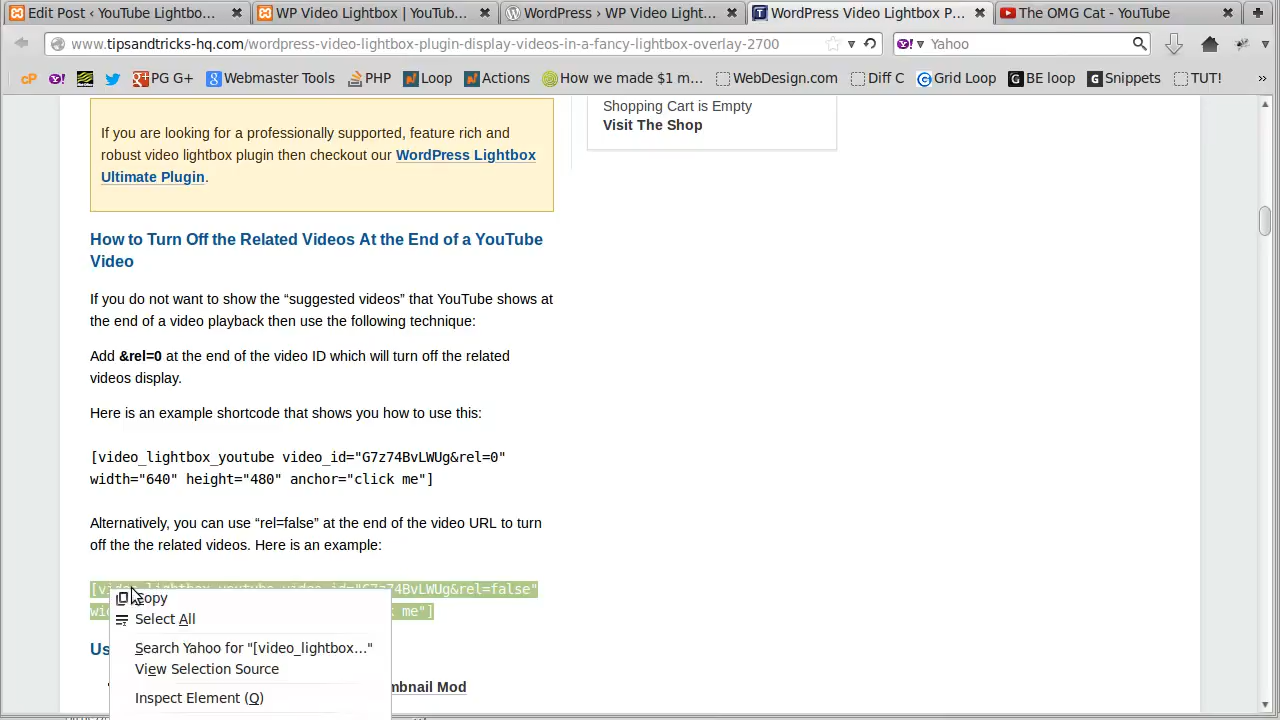 Edit Post ‹ YouTube Lightbo...
WP Video Lightbox | YouTub...
WordPress › WP Video Light...
WordPress Video Lightbox P...
The OMG Cat - YouTube
www.tipsandtricks-hq.com/wordpress-video-lightbox-plugin-display-videos-in-a-fancy-lightbox-overlay-2700
Yahoo
PG G+
Webmaster Tools
PHP
Loop
Actions
How we made $1 m...
WebDesign.com
Diff C
Grid Loop
BE loop
Snippets
TUT!
Shopping Cart is Empty
Visit The Shop
If you are looking for a professionally supported, feature rich and
robust video lightbox plugin then checkout our WordPress Lightbox
Ultimate Plugin.
How to Turn Off the Related Videos At the End of a YouTube
Video
If you do not want to show the “suggested videos” that YouTube shows at
the end of a video playback then use the following technique:
Add &rel=0 at the end of the video ID which will turn off the related
videos display.
Here is an example shortcode that shows you how to use this:
[video_lightbox_youtube video_id="G7z74BvLWUg&rel=0"
width="640" height="480" anchor="click me"]
Alternatively, you can use “rel=false” at the end of the video URL to turn
off the the related videos. Here is an example:
[video_lightbox_youtube video_id="G7z74BvLWUg&rel=false"
me"]
Copy
Select All
Search Yahoo for "[video_lightbox..."
View Selection Source
Inspect Element (Q)